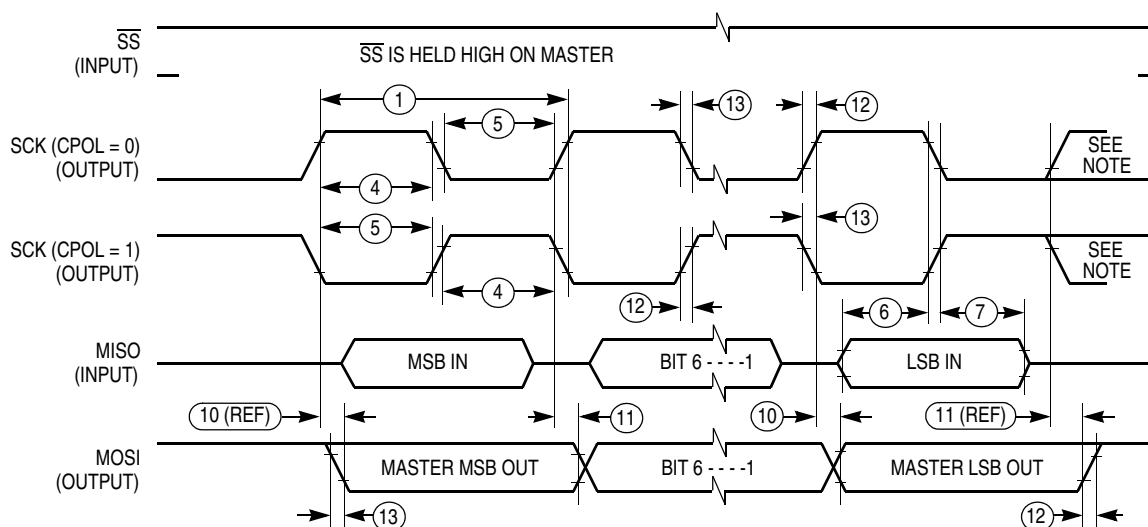 SS
(INPUT)
SS IS HELD HIGH ON MASTER
1
5
13
12
SCK (CPOL = 0)
(OUTPUT)
SEE
NOTE
4
5
13
SCK (CPOL = 1)
(OUTPUT)
SEE
NOTE
4
12
6
7
MISO
(INPUT)
MSB IN
BIT 6 - - - -1
LSB IN
10 (REF)
11
10
11 (REF)
MOSI
(OUTPUT)
MASTER MSB OUT
BIT 6 - - - -1
MASTER LSB OUT
13
12